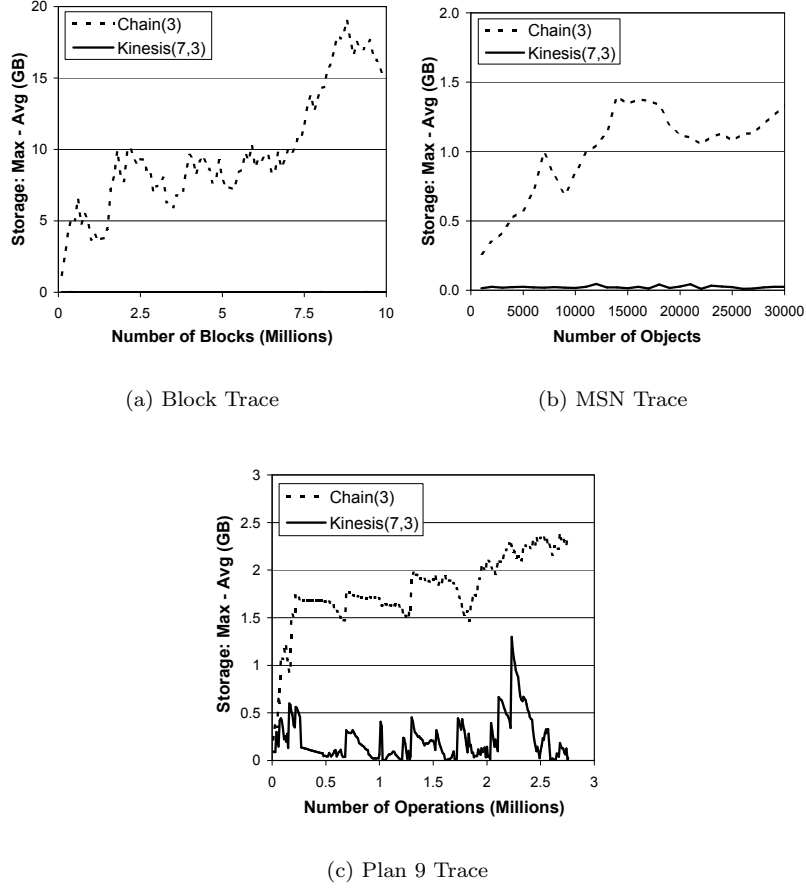 20
15
10
5
0
Storage: Max - Avg (GB)
Chain(3)
Kinesis(7,3)
0 2.5 5 7.5 10
Number of Blocks (Millions)
(a) Block Trace
2.0
1.5
1.0
0.5
0.0
Storage: Max - Avg (GB)
Chain(3)
Kinesis(7,3)
0 5000 10000 15000 20000 25000 30000
Number of Objects
(b) MSN Trace
3
2.5
2
1.5
1
0.5
0
Storage: Max - Avg (GB)
Chain(3)
Kinesis(7,3)
0 0.5 1 1.5 2 2.5 3
Number of Operations (Millions)
(c) Plan 9 Trace